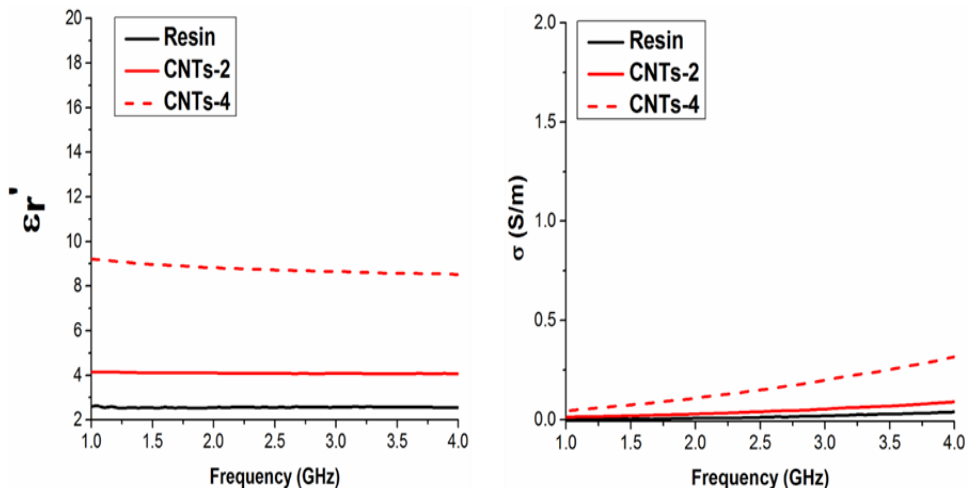 20
18
16
14
12
10
8
6
4
2
εr'
Resin
CNTs-2
CNTs-4
1.0 1.5 2.0 2.5 3.0 3.5 4.0
Frequency (GHz)
2.0
1.5
1.0
0.5
0.0
σ (S/m)
Resin
CNTs-2
CNTs-4
1.0 1.5 2.0 2.5 3.0 3.5 4.0
Frequency (GHz)